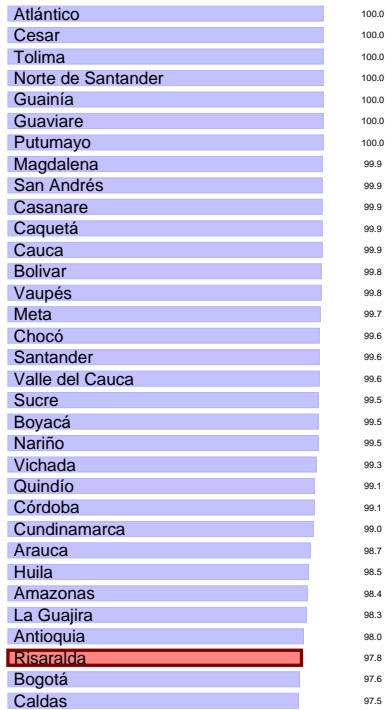 Atlántico 100.0
Cesar 100.0
Tolima 100.0
Norte de Santander 100.0
Guainía 100.0
Guaviare 100.0
Putumayo 100.0
Magdalena 99.9
San Andrés 99.9
Casanare 99.9
Caquetá 99.9
Cauca 99.9
Bolivar 99.8
Vaupés 99.8
Meta 99.7
Chocó 99.6
Santander 99.6
Valle del Cauca 99.6
Sucre 99.5
Boyacá 99.5
Nariño 99.5
Vichada 99.3
Quindío 99.1
Córdoba 99.1
Cundinamarca 99.0
Arauca 98.7
Huila 98.5
Amazonas 98.4
La Guajira 98.3
Antioquia 98.0
Risaralda 97.8
Bogotá 97.6
Caldas 97.5